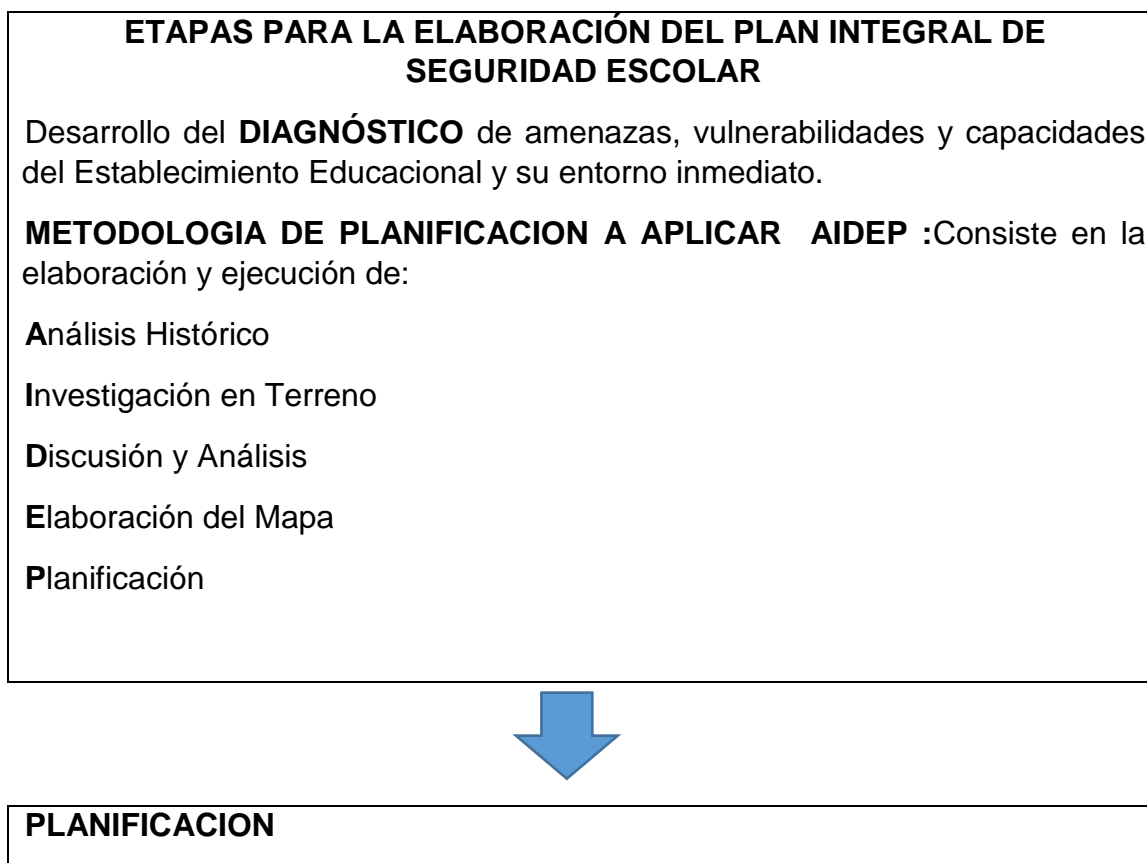 ETAPAS PARA LA ELABORACIÓN DEL PLAN INTEGRAL DE
SEGURIDAD ESCOLAR
Desarrollo del DIAGNÓSTICO de amenazas, vulnerabilidades y capacidades
del Establecimiento Educacional y su entorno inmediato.
METODOLOGIA DE PLANIFICACION A APLICAR AIDEP :Consiste en la
elaboración y ejecución de:
Análisis Histórico
Investigación en Terreno
Discusión y Análisis
Elaboración del Mapa
Planificación
PLANIFICACION